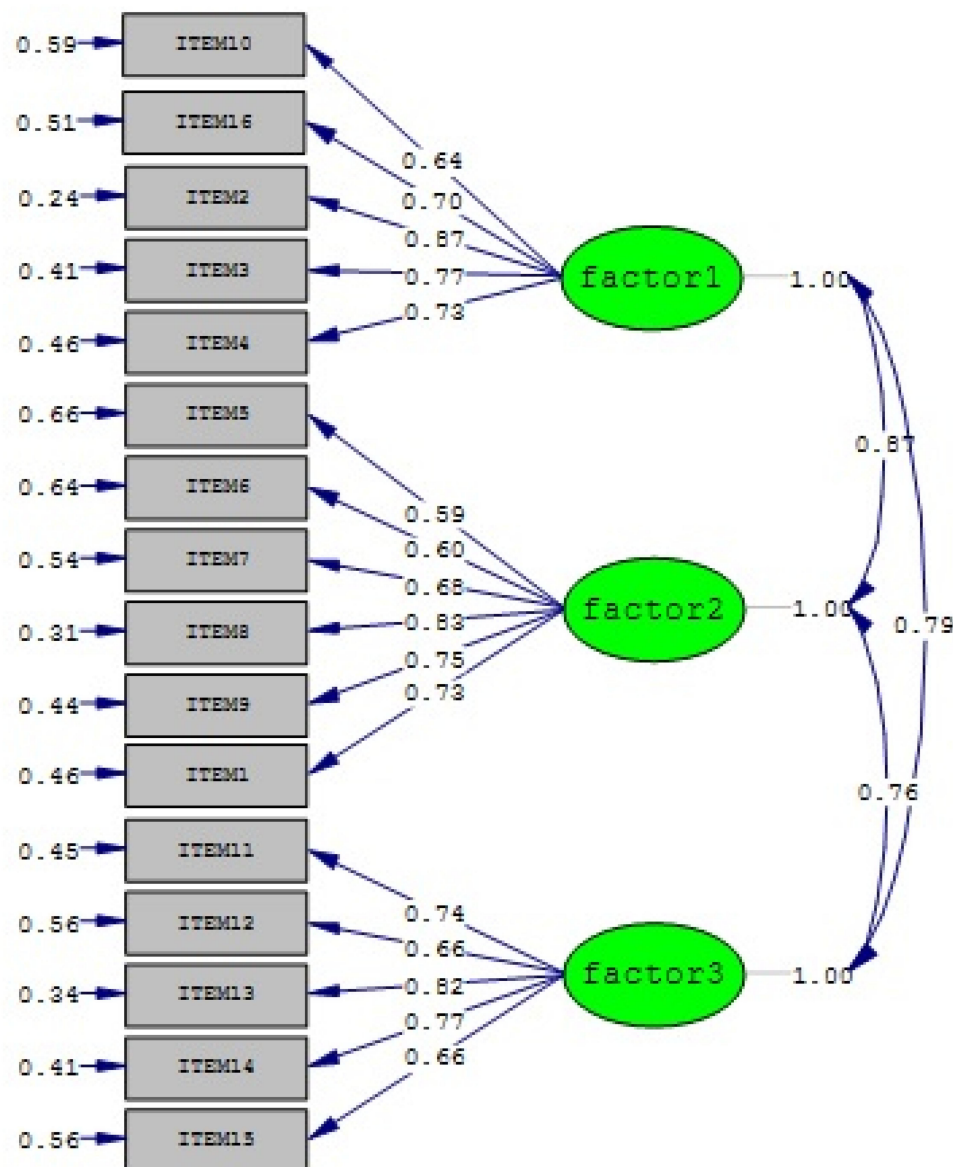 0.59 ITEM10
0.51 ITEM16
0.24 ITEM2
0.41 ITEM3
0.46 ITEM4
0.66 ITEM5
0.64 ITEM6
0.54 ITEM7
0.31 ITEM8
0.44 ITEM9
0.46 ITEM1
0.45 ITEM11
0.56 ITEM12
0.34 ITEM13
0.41 ITEM14
0.56 ITEM15
0.64
0.70
0.87
0.77
0.73
0.59
0.60
0.68
0.83
0.75
0.73
0.74
0.66
0.82
0.77
0.66
factor1 1.00
factor2 1.00
factor3 1.00
0.87
0.79
0.76